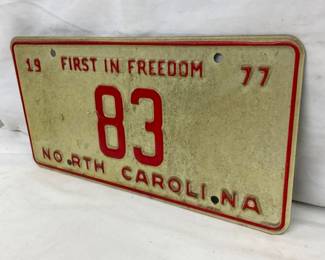 19 FIRST IN FREEDOM 77
83
NORTH CAROLINA